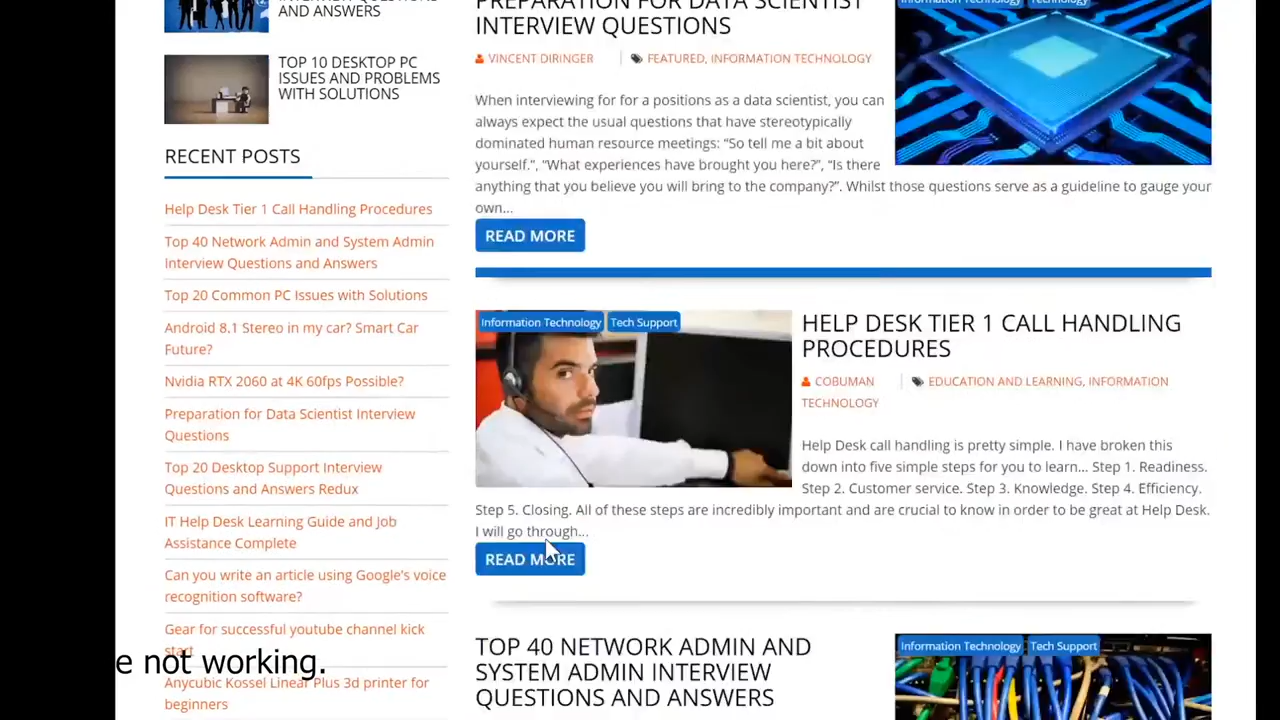 INTERVIEW QUESTIONS
AND ANSWERS
TOP 10 DESKTOP PC
ISSUES AND PROBLEMS
WITH SOLUTIONS
RECENT POSTS
Help Desk Tier 1 Call Handling Procedures
Top 40 Network Admin and System Admin
Interview Questions and Answers
Top 20 Common PC Issues with Solutions
Android 8.1 Stereo in my car? Smart Car
Future?
Nvidia RTX 2060 at 4K 60fps Possible?
Preparation for Data Scientist Interview
Questions
Top 20 Desktop Support Interview
Questions and Answers Redux
IT Help Desk Learning Guide and Job
Assistance Complete
Can you write an article using Google's voice
recognition software?
Gear for successful youtube channel kick
start
Anycubic Kossel Linear Plus 3d printer for
beginners
e not working.
PREPARATION FOR DATA SCIENTIST
INTERVIEW QUESTIONS
VINCENT DIRINGER
FEATURED, INFORMATION TECHNOLOGY
Information Technology
Technology
When interviewing for for a positions as a data scientist, you can
always expect the usual questions that have stereotypically
dominated human resource meetings: “So tell me a bit about
yourself.”, “What experiences have brought you here?”, “Is there
anything that you believe you will bring to the company?”. Whilst those questions serve as a guideline to gauge your
own...
READ MORE
Information Technology
Tech Support
HELP DESK TIER 1 CALL HANDLING
PROCEDURES
COBUMAN
EDUCATION AND LEARNING, INFORMATION
TECHNOLOGY
Help Desk call handling is pretty simple. I have broken this
down into five simple steps for you to learn... Step 1. Readiness.
Step 2. Customer service. Step 3. Knowledge. Step 4. Efficiency.
Step 5. Closing. All of these steps are incredibly important and are crucial to know in order to be great at Help Desk.
I will go through...
READ MORE
TOP 40 NETWORK ADMIN AND
SYSTEM ADMIN INTERVIEW
QUESTIONS AND ANSWERS
Information Technology
Tech Support